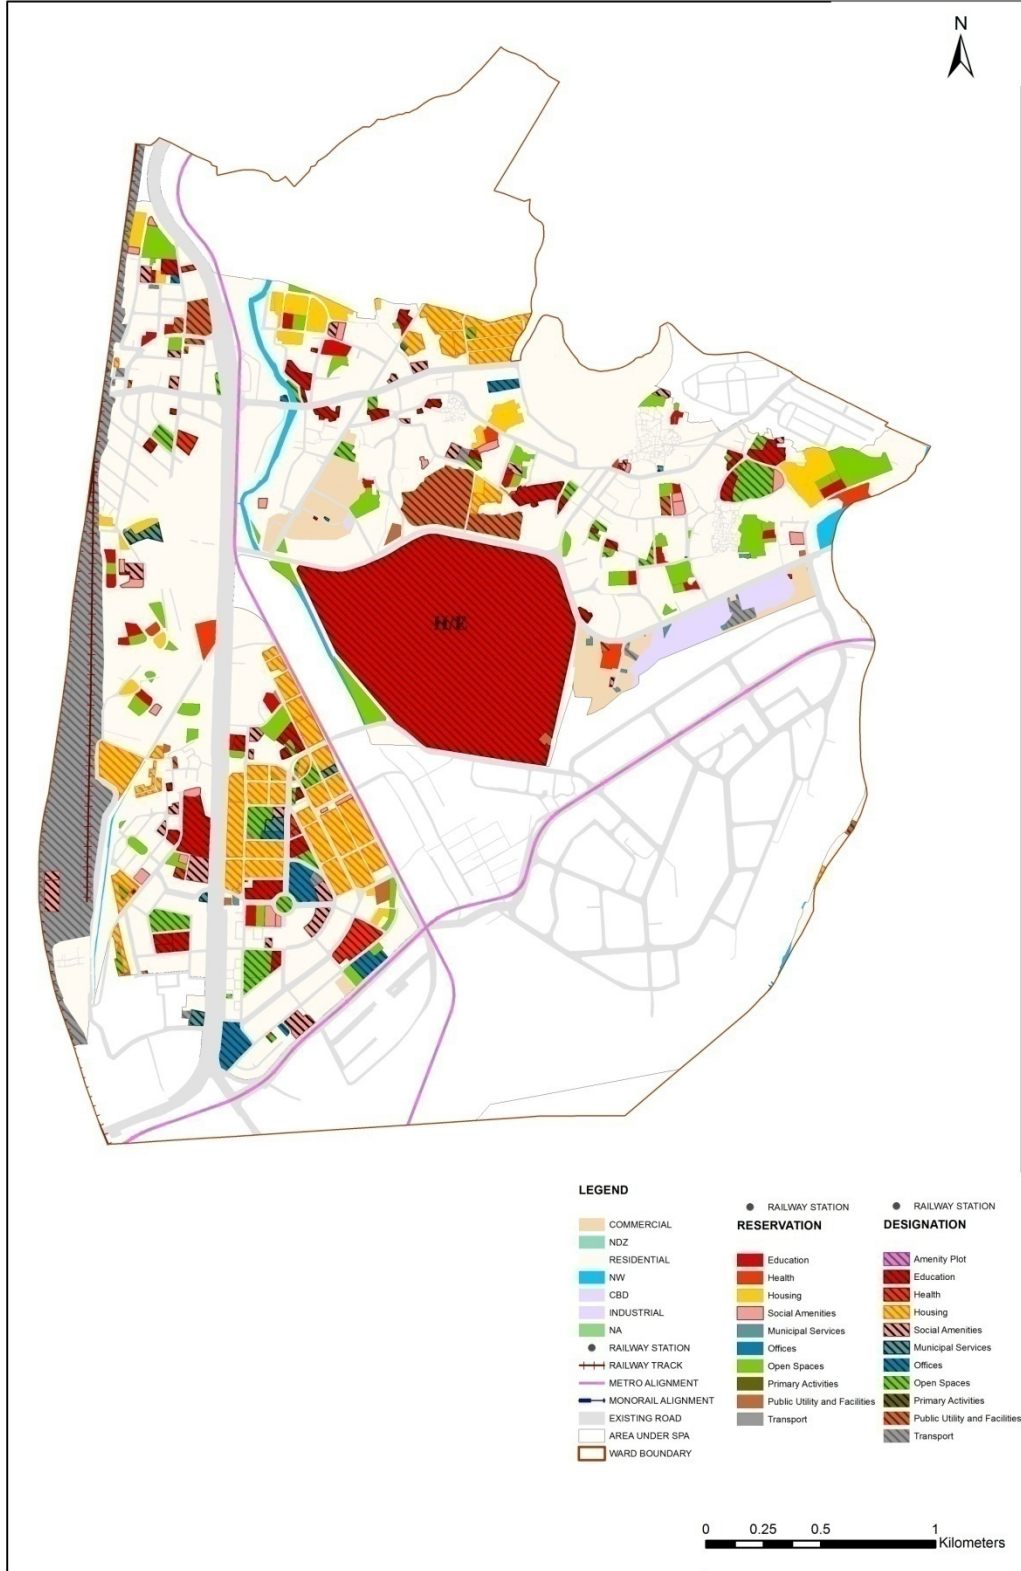 N
H/E
LEGEND
COMMERCIAL
NDZ
RESIDENTIAL
NW
CBD
INDUSTRIAL
NA
RAILWAY STATION
RAILWAY TRACK
METRO ALIGNMENT
MONORAIL ALIGNMENT
EXISTING ROAD
AREA UNDER SPA
WARD BOUNDARY
RAILWAY STATION
RESERVATION
Education
Health
Housing
Social Amenities
Municipal Services
Offices
Open Spaces
Primary Activities
Public Utility and Facilities
Transport
RAILWAY STATION
DESIGNATION
Amenity Plot
Education
Health
Housing
Social Amenities
Municipal Services
Offices
Open Spaces
Primary Activities
Public Utility and Facilities
Transport
0 0.25 0.5 1
Kilometers